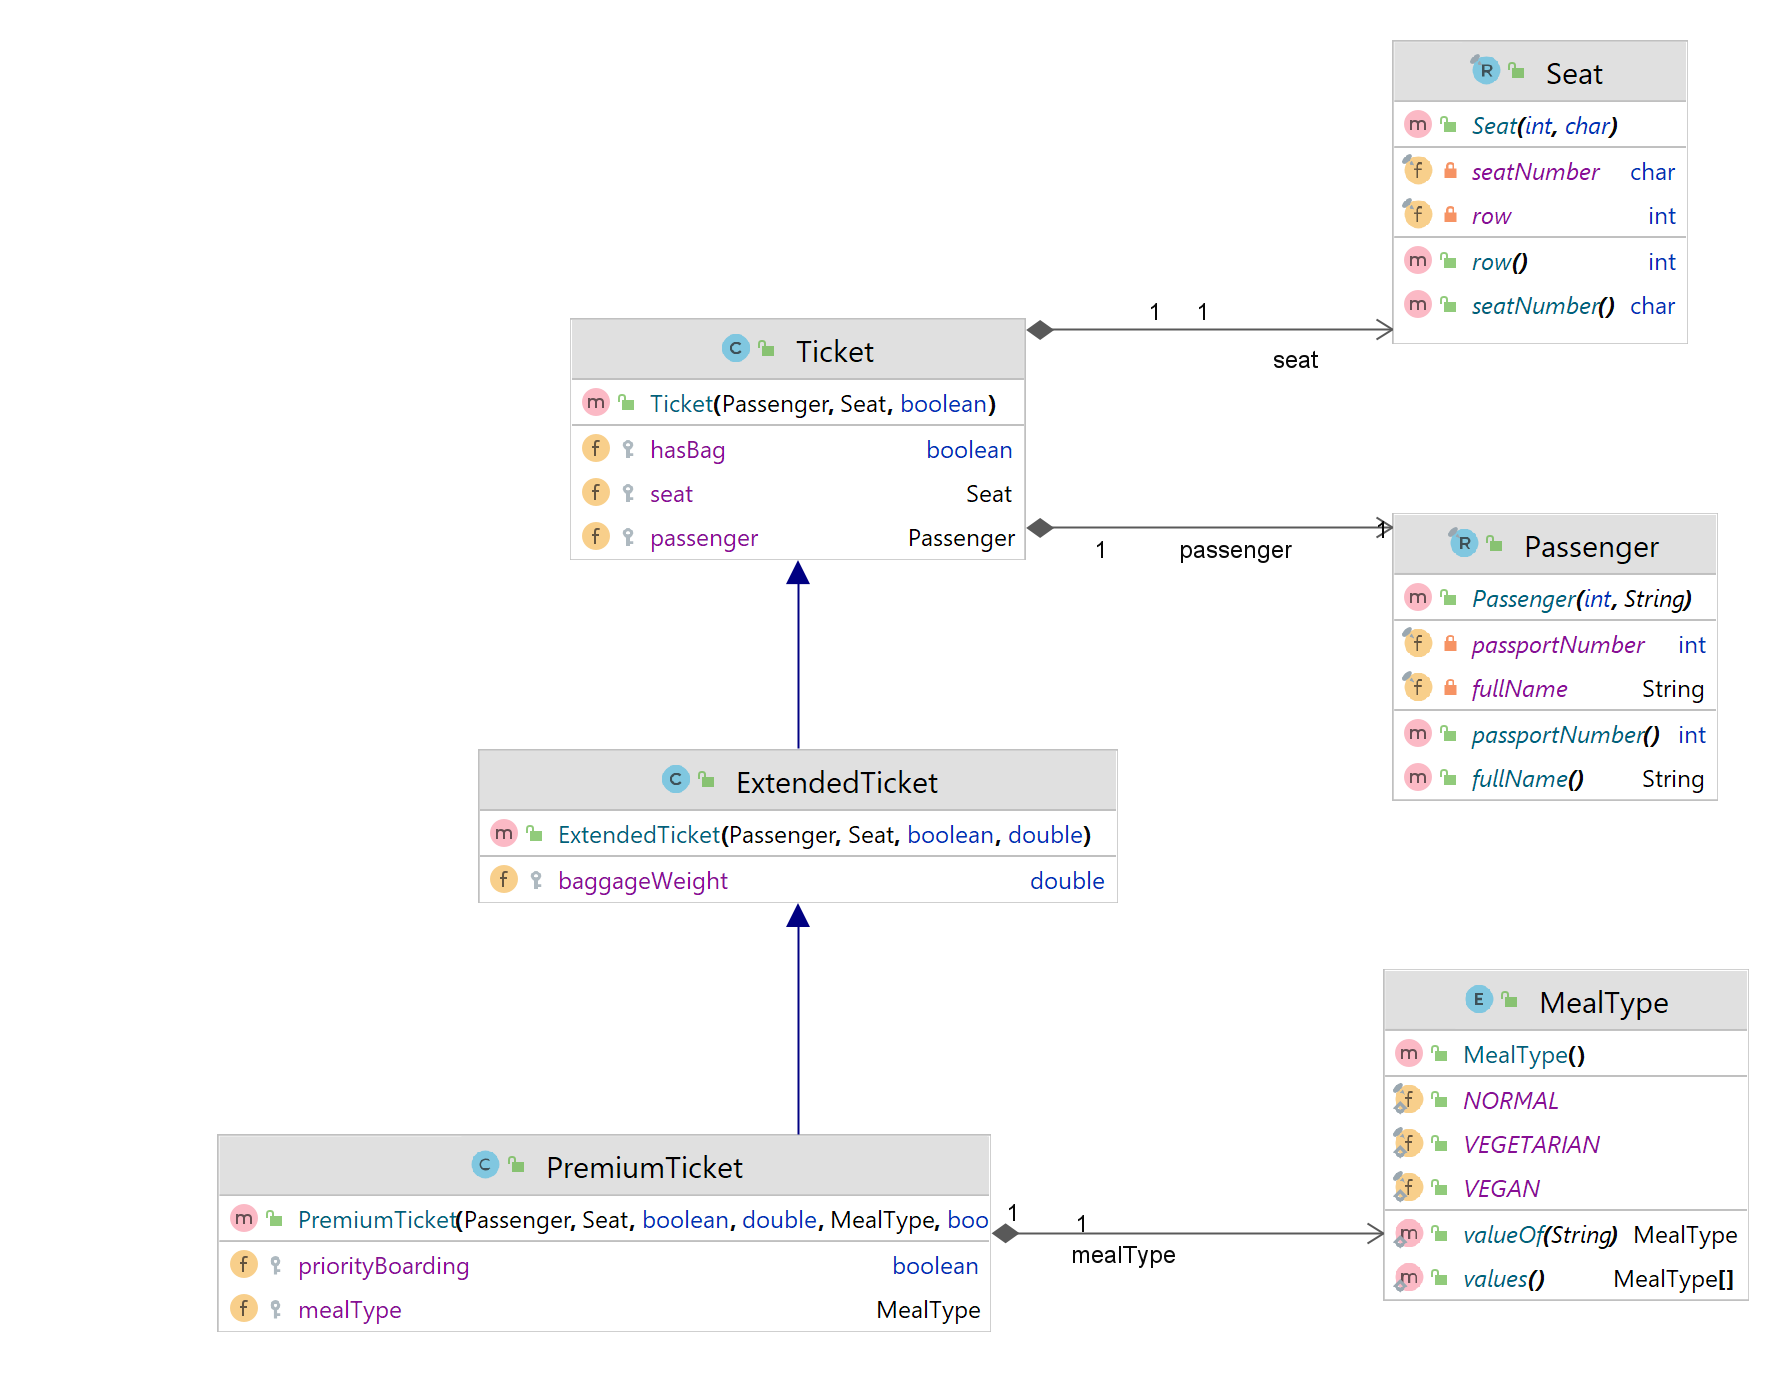 R Seat
m Seat(int, char)
f seatNumber char
f row int
m row() int
m seatNumber() char
1 1
seat
C Ticket
m Ticket(Passenger, Seat, boolean)
f hasBag boolean
f seat Seat
f passenger Passenger
1
1 passenger
R Passenger
m Passenger(int, String)
f passportNumber int
f fullName String
m passportNumber() int
m fullName() String
C ExtendedTicket
m ExtendedTicket(Passenger, Seat, boolean, double)
f baggageWeight double
E MealType
m MealType()
f NORMAL
f VEGETARIAN
f VEGAN
m valueOf(String) MealType
m values() MealType[]
C PremiumTicket
m PremiumTicket(Passenger, Seat, boolean, double, MealType, boo
f priorityBoarding boolean
f mealType MealType
1 1
mealType